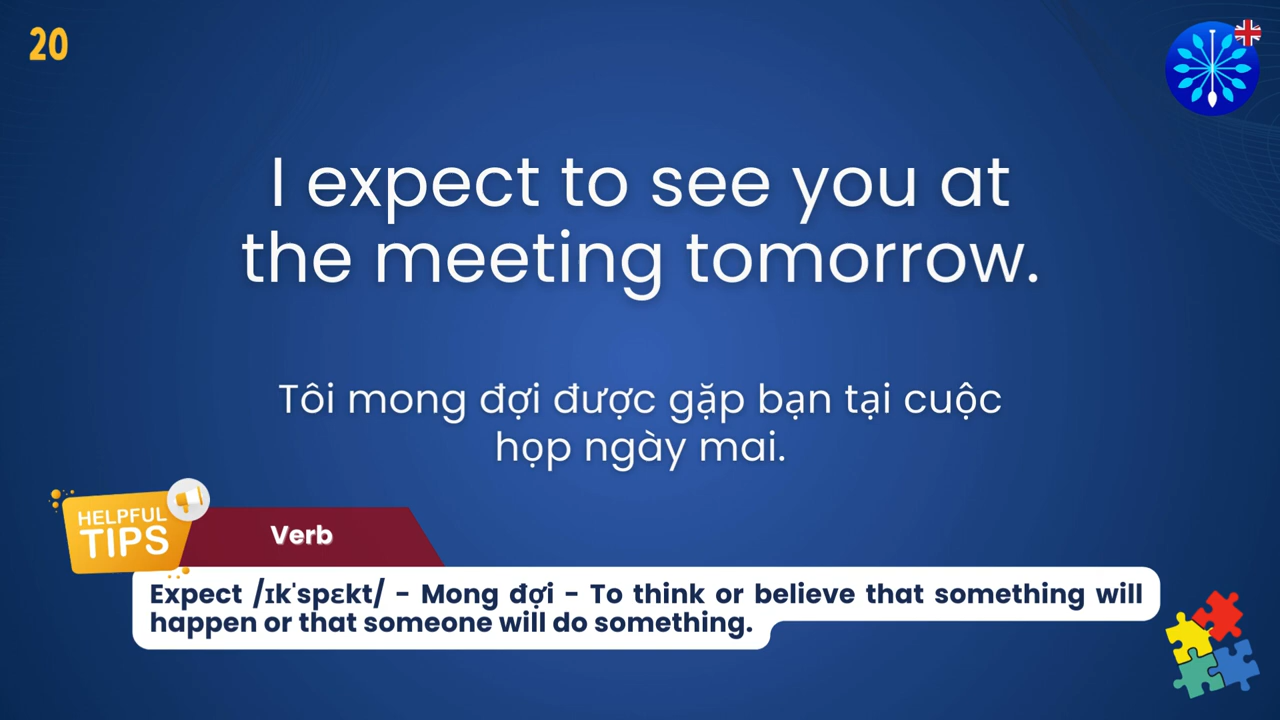 20
I expect to see you at
the meeting tomorrow.
Tôi mong đợi được gặp bạn tại cuộc
họp ngày mai.
HELPFUL
TIPS
Verb
Expect /ɪkˈspɛkt/ - Mong đợi - To think or believe that something will
happen or that someone will do something.